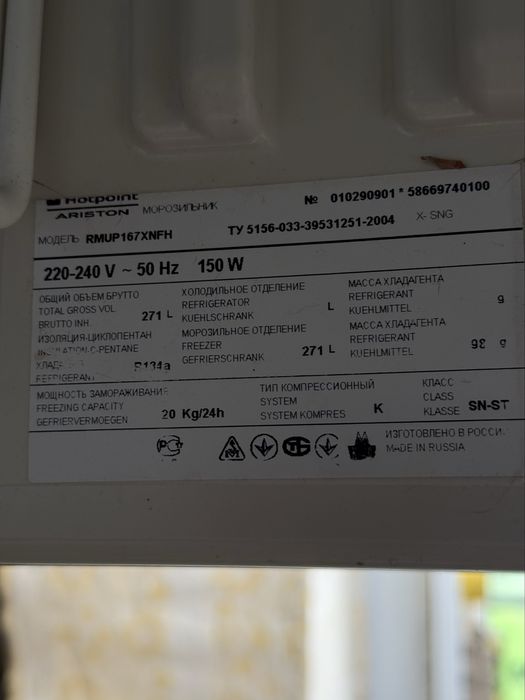 Hotpoint
ARISTON МОРОЗИЛЬНИК № 010290901 * 58669740100
МОДЕЛЬ RMUP167XNFH ТУ 5156-033-39531251-2004 X- SNG
220-240 V ~ 50 Hz 150 W
ОБЩИЙ ОБЪЕМ БРУТТО
TOTAL GROSS VOL.
BRUTTO INH. 271 L
ХОЛОДИЛЬНОЕ ОТДЕЛЕНИЕ
REFRIGERATOR
KUEHLSCHRANK L
МАССА ХЛАДАГЕНТА
REFRIGERANT
KUEHLMITTEL g
ИЗОЛЯЦИЯ-ЦИКЛОПЕНТАН
C-PENTANE
R134a
REFRIGERANT
МОРОЗИЛЬНОЕ ОТДЕЛЕНИЕ
FREEZER
GEFRIERSCHRANK 271 L
МАССА ХЛАДАГЕНТА
REFRIGERANT
KUEHLMITTEL g
МОЩНОСТЬ ЗАМОРАЖИВАНИЯ
FREEZING CAPACITY
GEFRIERVERMOEGEN 20 Kg/24h
ТИП КОМПРЕССИОННЫЙ
SYSTEM
SYSTEM KOMPRES K
КЛАСС
CLASS
KLASSE SN-ST
ИЗГОТОВЛЕНО В РОССИИ
MADE IN RUSSIA